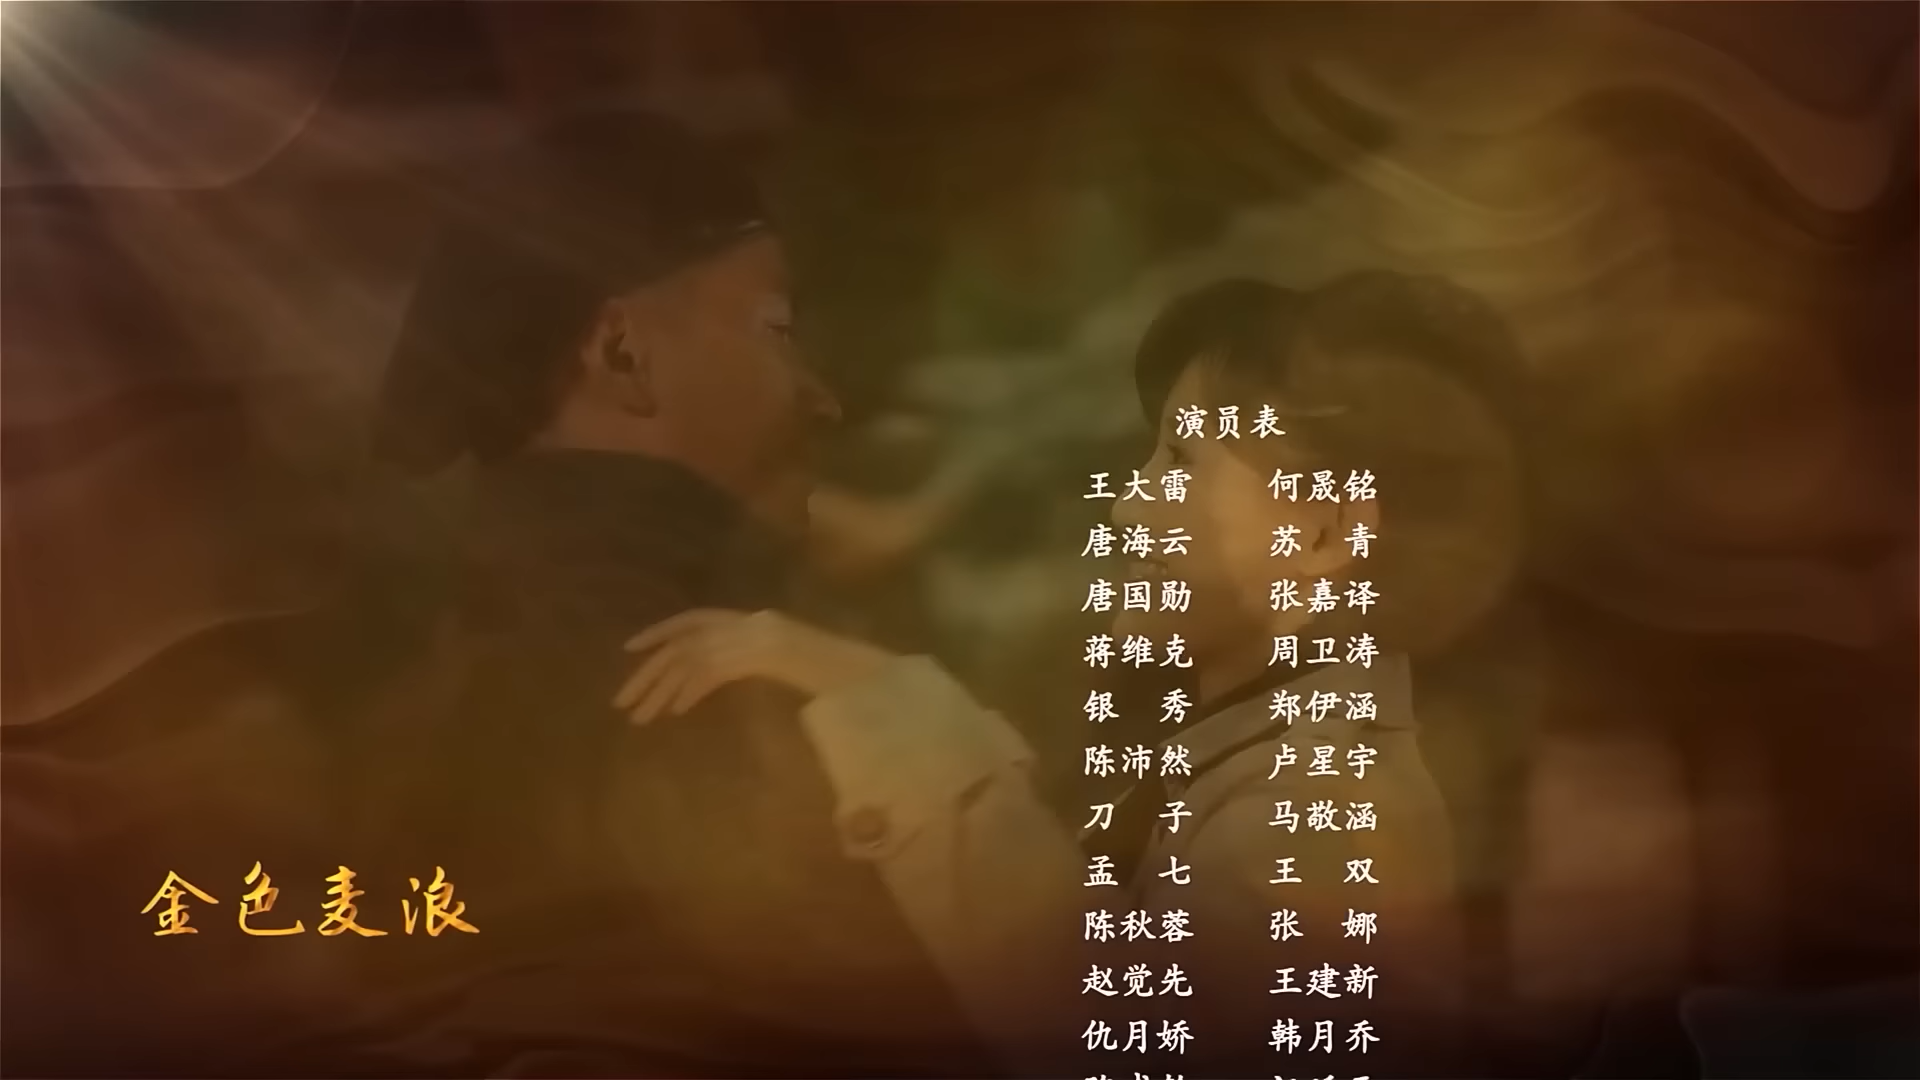 演员表
王大雷 何晟铭
唐海云 苏 青
唐国勋 张嘉译
蒋维克 周卫涛
银 秀 郑伊涵
陈沛然 卢星宇
刀 子 马敬涵
孟 七 王 双
陈秋蓉 张 娜
赵觉先 王建新
仇月娇 韩月乔
金色麦浪